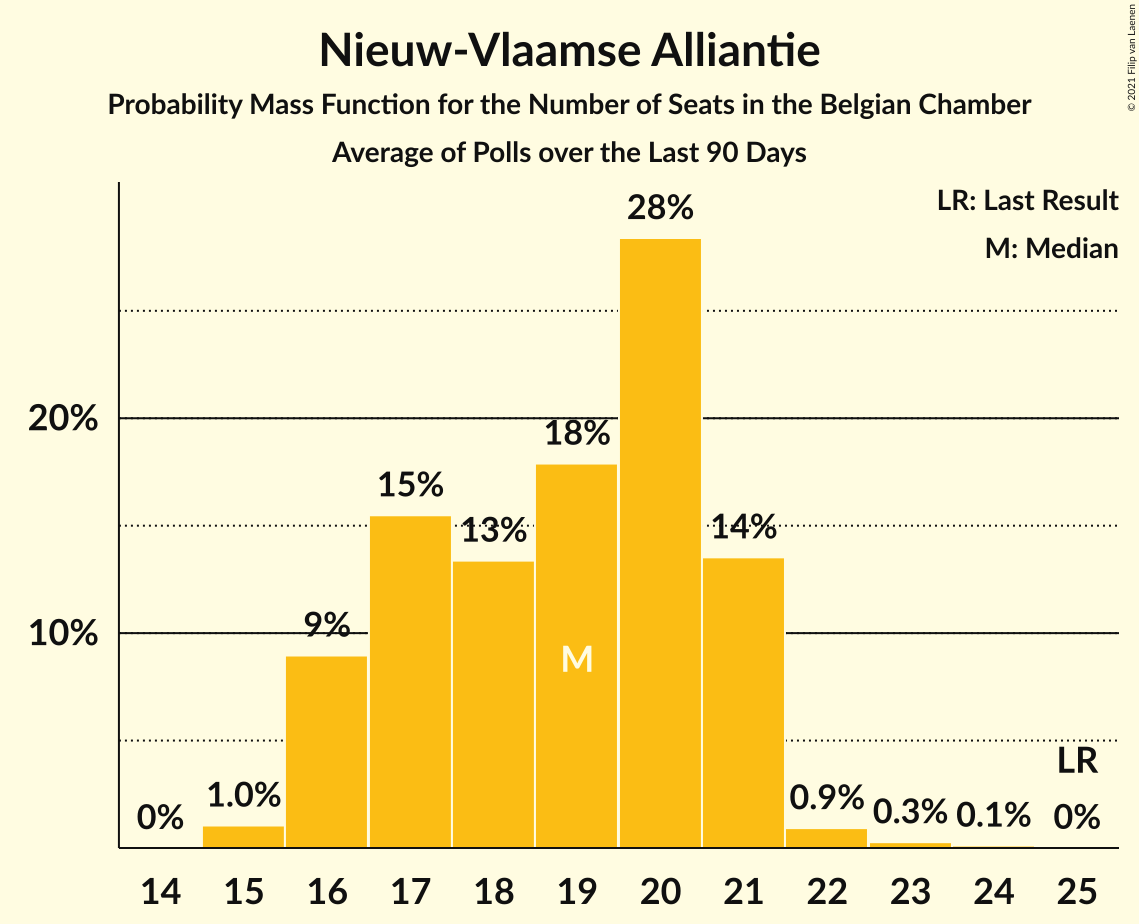 Nieuw-Vlaamse Alliantie
Probability Mass Function for the Number of Seats in the Belgian Chamber
Average of Polls over the Last 90 Days
© 2021 Filip van Laenen
LR: Last Result
M: Median
28%
20%
18%
15%
13%
14%
10%
9%
M
LR
0%
1.0%
0.9%
0.3%
0.1%
0%
14 15 16 17 18 19 20 21 22 23 24 25